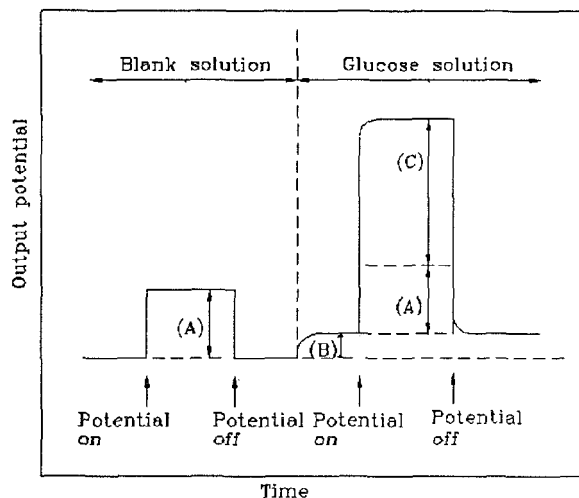 Blank solution
Glucose solution
Output potential
(C)
(A)
(A)
(B)
Potential
on
Potential
off
Potential
on
Potential
off
Time